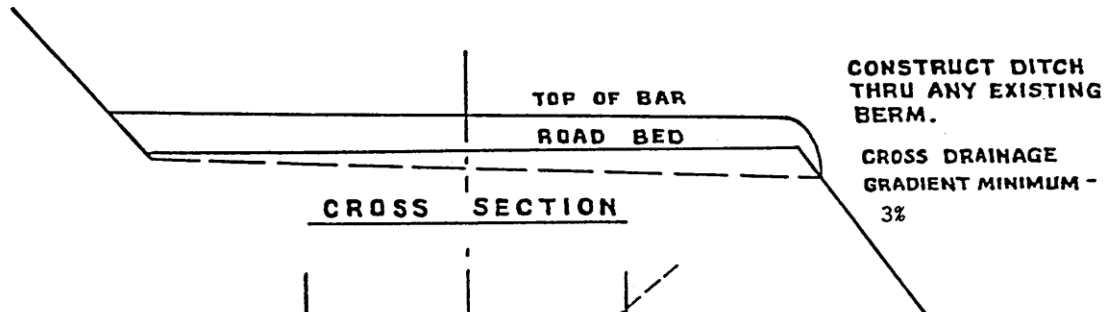 TOP OF BAR
ROAD BED
CROSS SECTION
CONSTRUCT DITCH
THRU ANY EXISTING
BERM.
CROSS DRAINAGE
GRADIENT MINIMUM -
3%